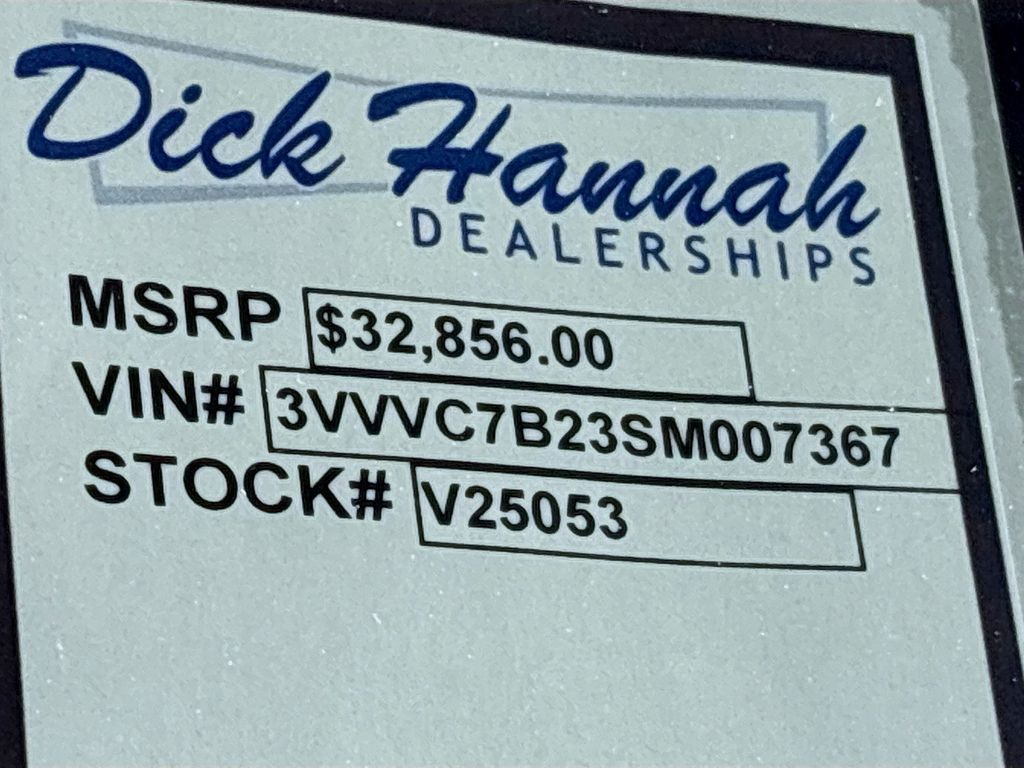 Dick Hannah
DEALERSHIPS
MSRP $32,856.00
VIN# 3VVVC7B23SM007367
STOCK# V25053